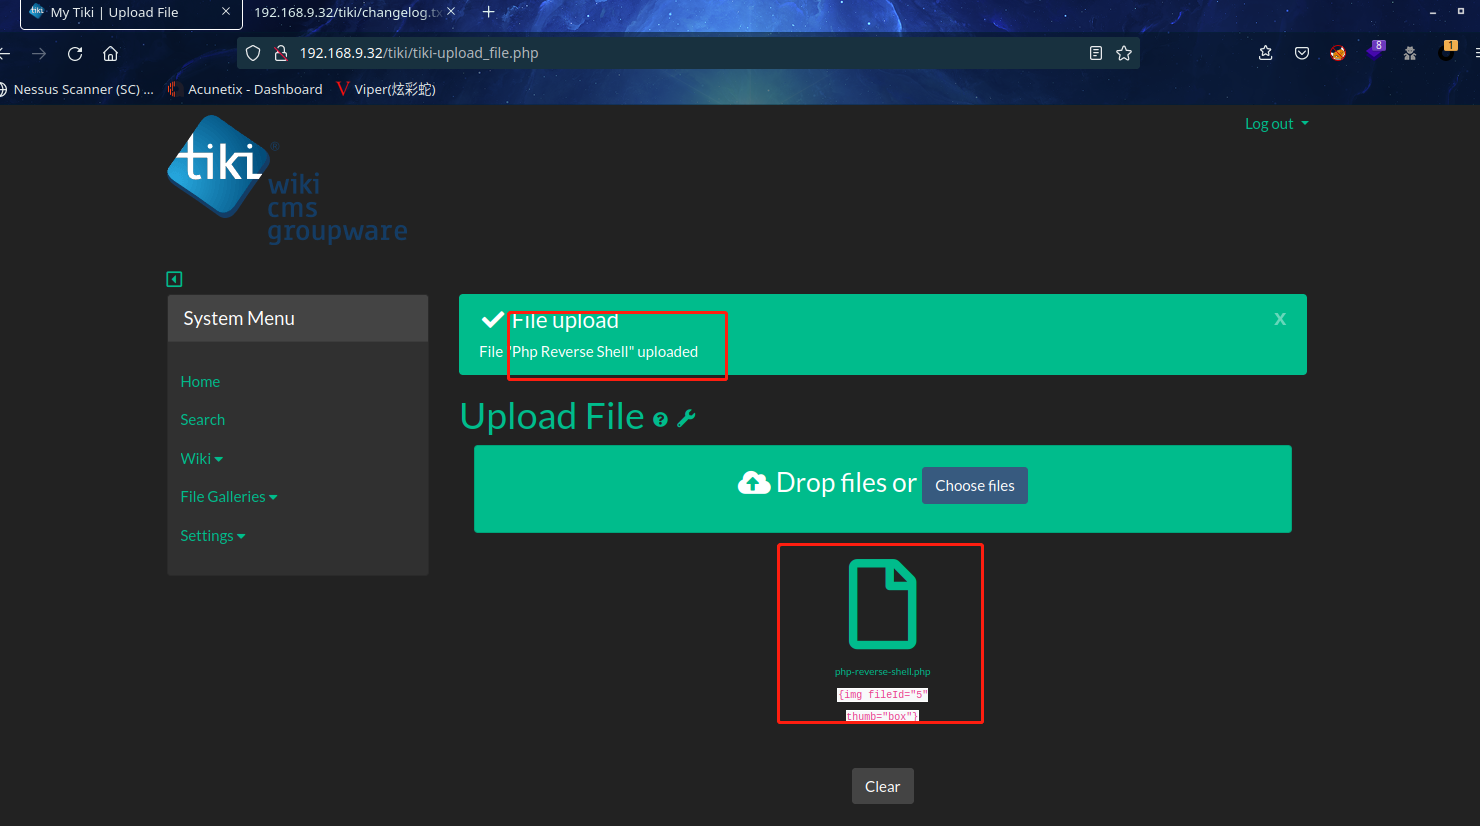 My Tiki | Upload File
192.168.9.32/tiki/changelog.tx
192.168.9.32/tiki/tiki-upload_file.php
8
1
Nessus Scanner (SC) ...
Acunetix - Dashboard
Viper(炫彩蛇)
Log out
tiki
®
wiki
cms
groupware
System Menu
Home
Search
Wiki
File Galleries
Settings
File upload
x
File "Php Reverse Shell" uploaded
Upload File
Drop files or Choose files
php-reverse-shell.php
{img fileId="5"
thumb="box"}
Clear